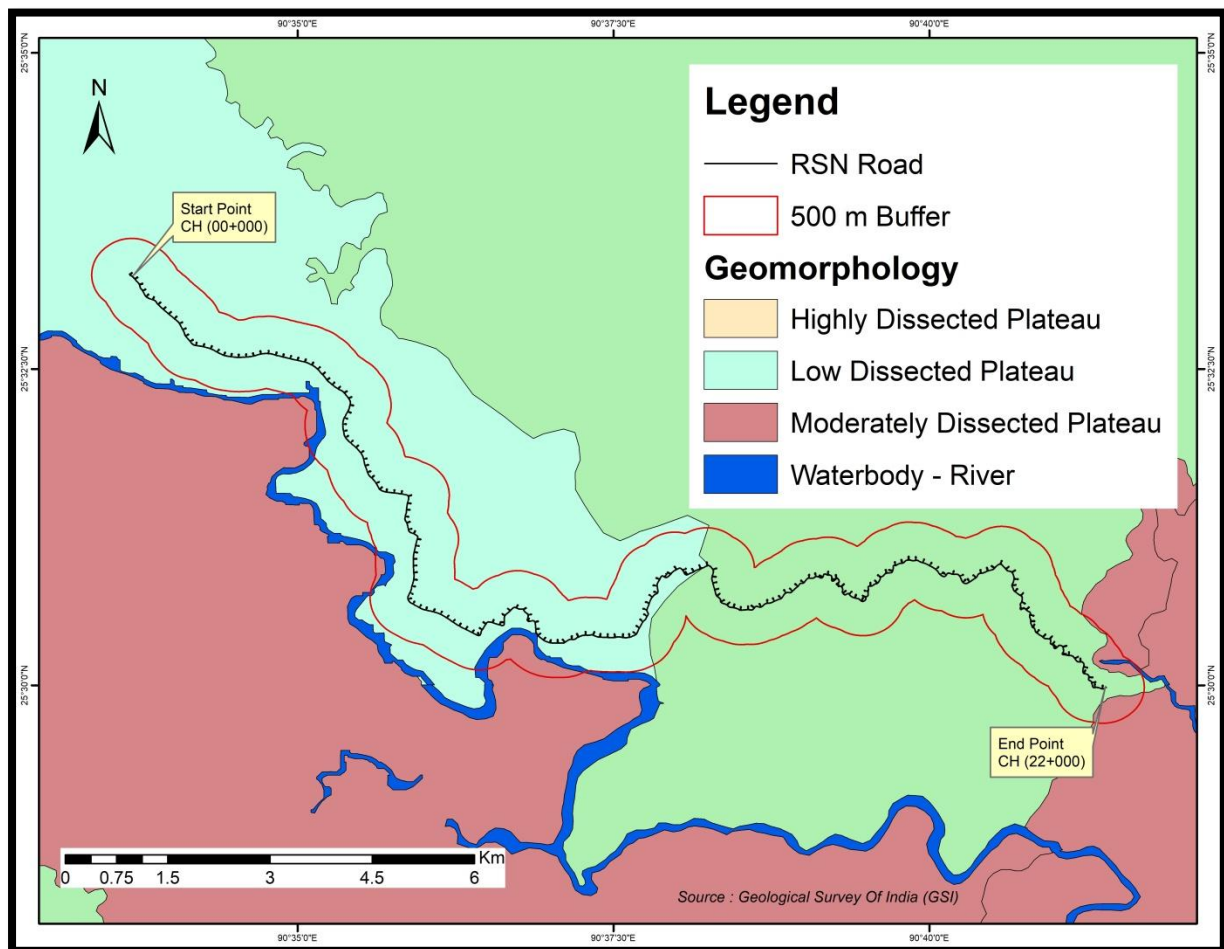 90°35'0"E
90°37'30"E
90°40'0"E
25°35'0"N
25°35'0"N
N
Legend
RSN Road
500 m Buffer
Geomorphology
Highly Dissected Plateau
Low Dissected Plateau
Moderately Dissected Plateau
Waterbody - River
Start Point
CH (00+000)
25°32'30"N
25°32'30"N
25°30'0"N
25°30'0"N
End Point
CH (22+000)
Km
0 0.75 1.5 3 4.5 6
Source : Geological Survey Of India (GSI)
90°35'0"E
90°37'30"E
90°40'0"E